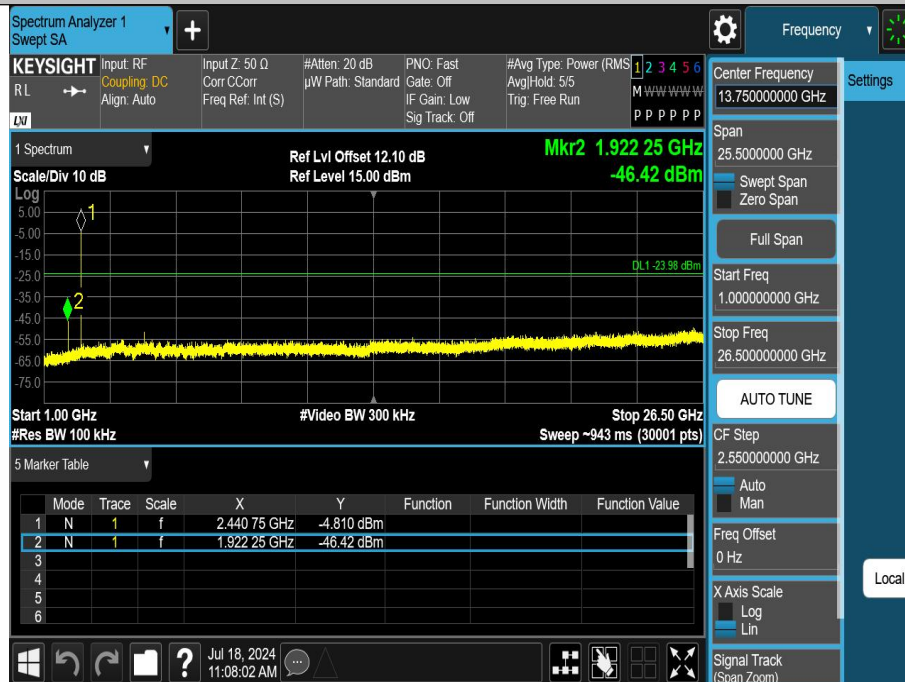 Spectrum Analyzer 1
Swept SA
Frequency
KEYSIGHT
RL
LXI
Input: RF
Coupling: DC
Align: Auto
Input Z: 50 Ω
Corr CCorr
Freq Ref: Int (S)
#Atten: 20 dB
µW Path: Standard
PNO: Fast
Gate: Off
IF Gain: Low
Sig Track: Off
#Avg Type: Power (RMS
Avg|Hold: 5/5
Trig: Free Run
1 2 3 4 5 6
M W W W W W
P P P P P P
1 Spectrum
Scale/Div 10 dB
Ref Lvl Offset 12.10 dB
Ref Level 15.00 dBm
Mkr2 1.922 25 GHz
-46.42 dBm
Log
5.00
-5.00
-15.0
-25.0
-35.0
-45.0
-55.0
-65.0
-75.0
1
2
DL1 -23.98 dBm
Start 1.00 GHz
#Video BW 300 kHz
Stop 26.50 GHz
#Res BW 100 kHz
Sweep ~943 ms (30001 pts)
5 Marker Table
Mode Trace Scale X Y Function Function Width Function Value
1 N 1 f 2.440 75 GHz -4.810 dBm
2 N 1 f 1.922 25 GHz -46.42 dBm
3
4
5
6
?
Jul 18, 2024
11:08:02 AM
Center Frequency
13.750000000 GHz
Span
25.5000000 GHz
Swept Span
Zero Span
Full Span
Start Freq
1.000000000 GHz
Stop Freq
26.500000000 GHz
AUTO TUNE
CF Step
2.550000000 GHz
Auto
Man
Freq Offset
0 Hz
X Axis Scale
Log
Lin
Signal Track
(Span Zoom)
Settings
Local